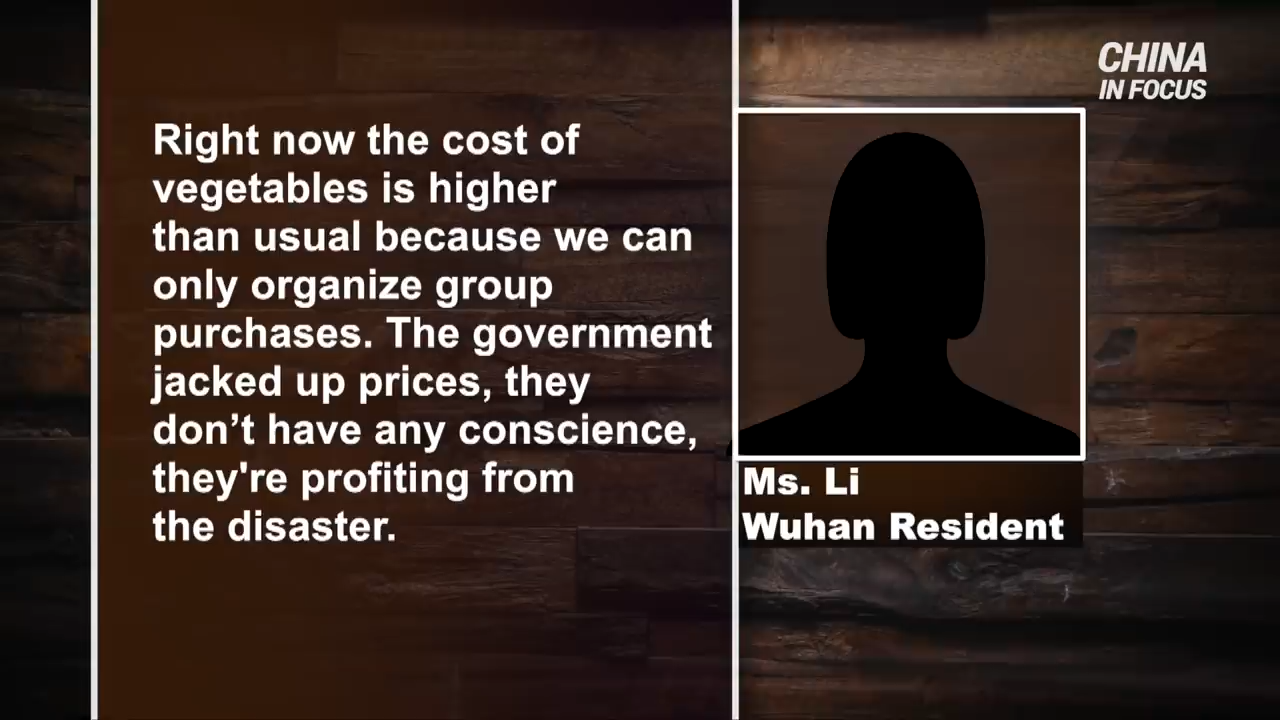 CHINA
IN FOCUS
Right now the cost of
vegetables is higher
than usual because we can
only organize group
purchases. The government
jacked up prices, they
don’t have any conscience,
they're profiting from
the disaster.
Ms. Li
Wuhan Resident